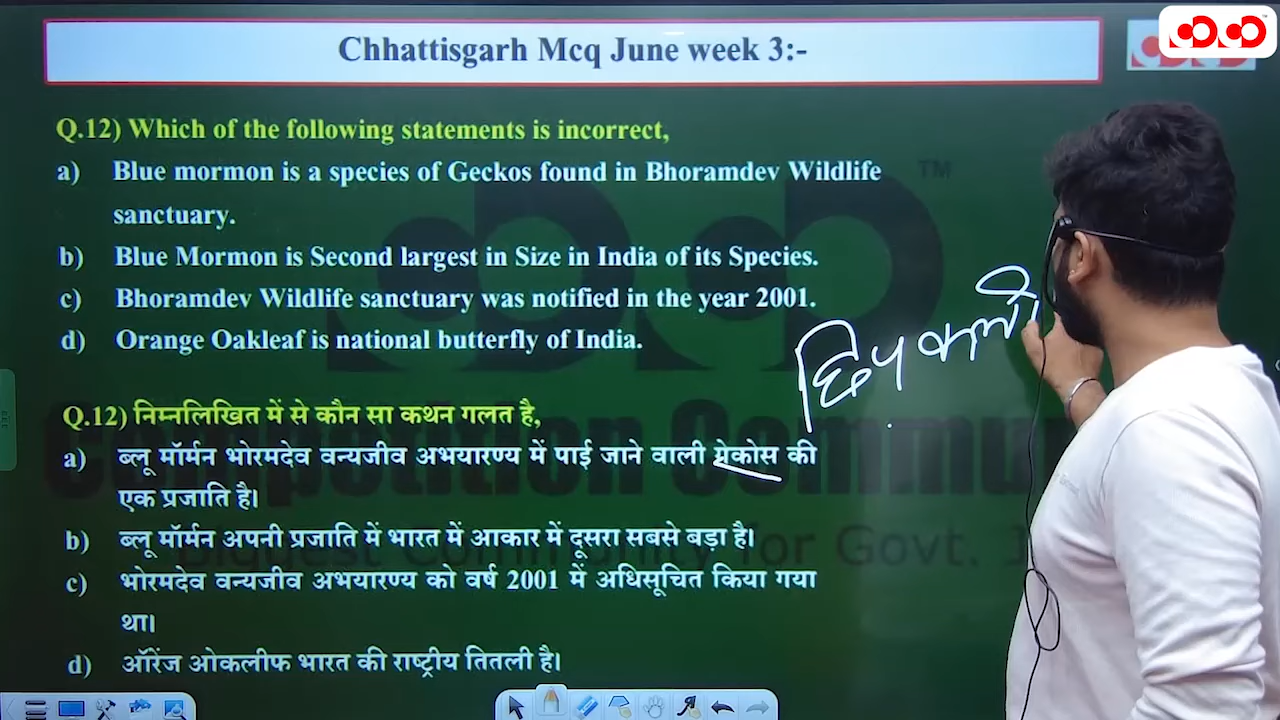 Chhattisgarh Mcq June week 3:-
Q.12) Which of the following statements is incorrect,
a) Blue mormon is a species of Geckos found in Bhoramdev Wildlife
sanctuary.
TM
b) Blue Mormon is Second largest in Size in India of its Species.
c) Bhoramdev Wildlife sanctuary was notified in the year 2001.
d) Orange Oakleaf is national butterfly of India.
छिपकली
Q.12) निम्नलिखित में से कौन सा कथन गलत है,
a) ब्लू मॉर्मन भोरमदेव वन्यजीव अभयारण्य में पाई जाने वाली गेकोस की
एक प्रजाति है।
b) ब्लू मॉर्मन अपनी प्रजाति में भारत में आकार में दूसरा सबसे बड़ा है।
c) भोरमदेव वन्यजीव अभयारण्य को वर्ष 2001 में अधिसूचित किया गया
था।
d) ऑरेंज ओकलीफ भारत की राष्ट्रीय तितली है।